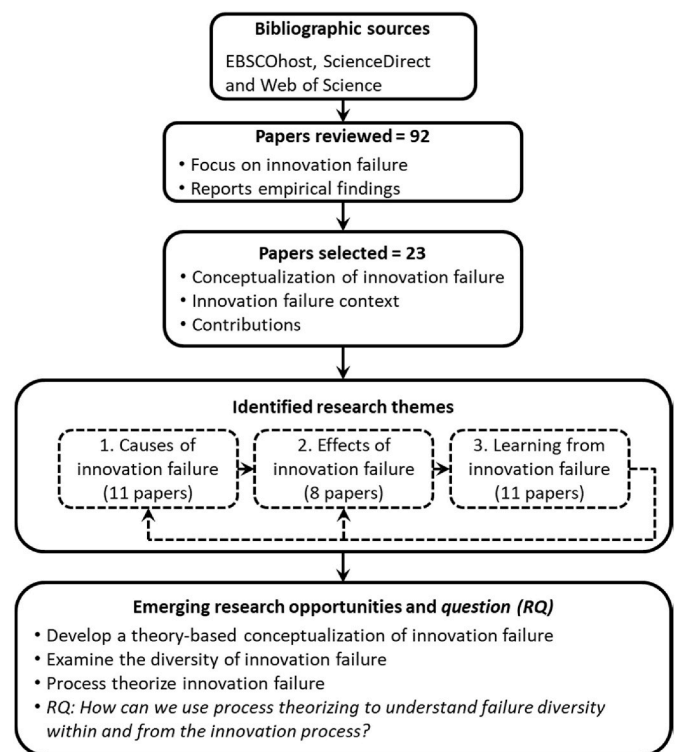 Bibliographic sources
EBSCOhost, ScienceDirect
and Web of Science
Papers reviewed = 92
• Focus on innovation failure
• Reports empirical findings
Papers selected = 23
• Conceptualization of innovation failure
• Innovation failure context
• Contributions
Identified research themes
1. Causes of
innovation failure
(11 papers)
2. Effects of
innovation failure
(8 papers)
3. Learning from
innovation failure
(11 papers)
Emerging research opportunities and question (RQ)
• Develop a theory-based conceptualization of innovation failure
• Examine the diversity of innovation failure
• Process theorize innovation failure
• RQ: How can we use process theorizing to understand failure diversity
within and from the innovation process?